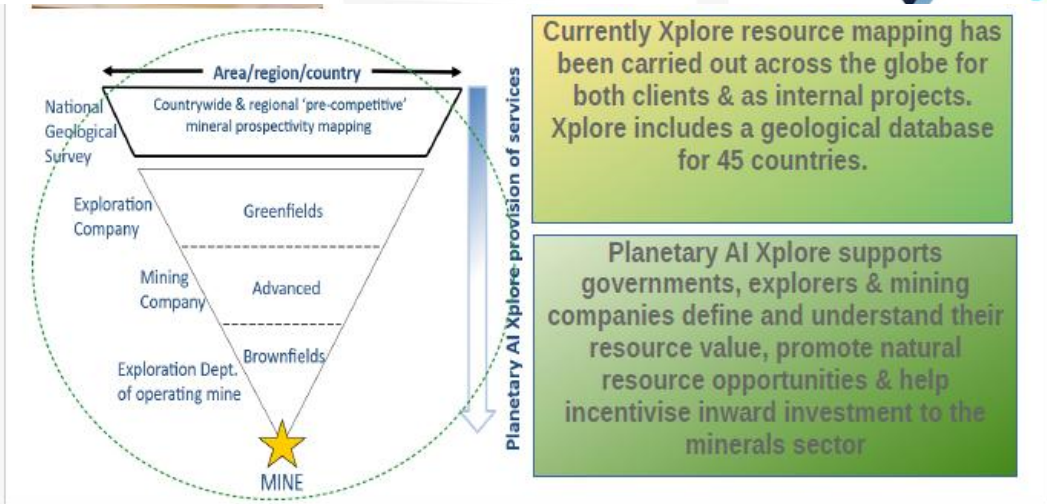 Area/region/country
National
Geological
Survey
Countrywide & regional 'pre-competitive'
mineral prospectivity mapping
Exploration
Company
Greenfields
Mining
Company
Advanced
Exploration Dept.
of operating mine
Brownfields
MINE
Planetary AI Xplore provision of services
Currently Xplore resource mapping has
been carried out across the globe for
both clients & as internal projects.
Xplore includes a geological database
for 45 countries.
Planetary AI Xplore supports
governments, explorers & mining
companies define and understand their
resource value, promote natural
resource opportunities & help
incentivise inward investment to the
minerals sector